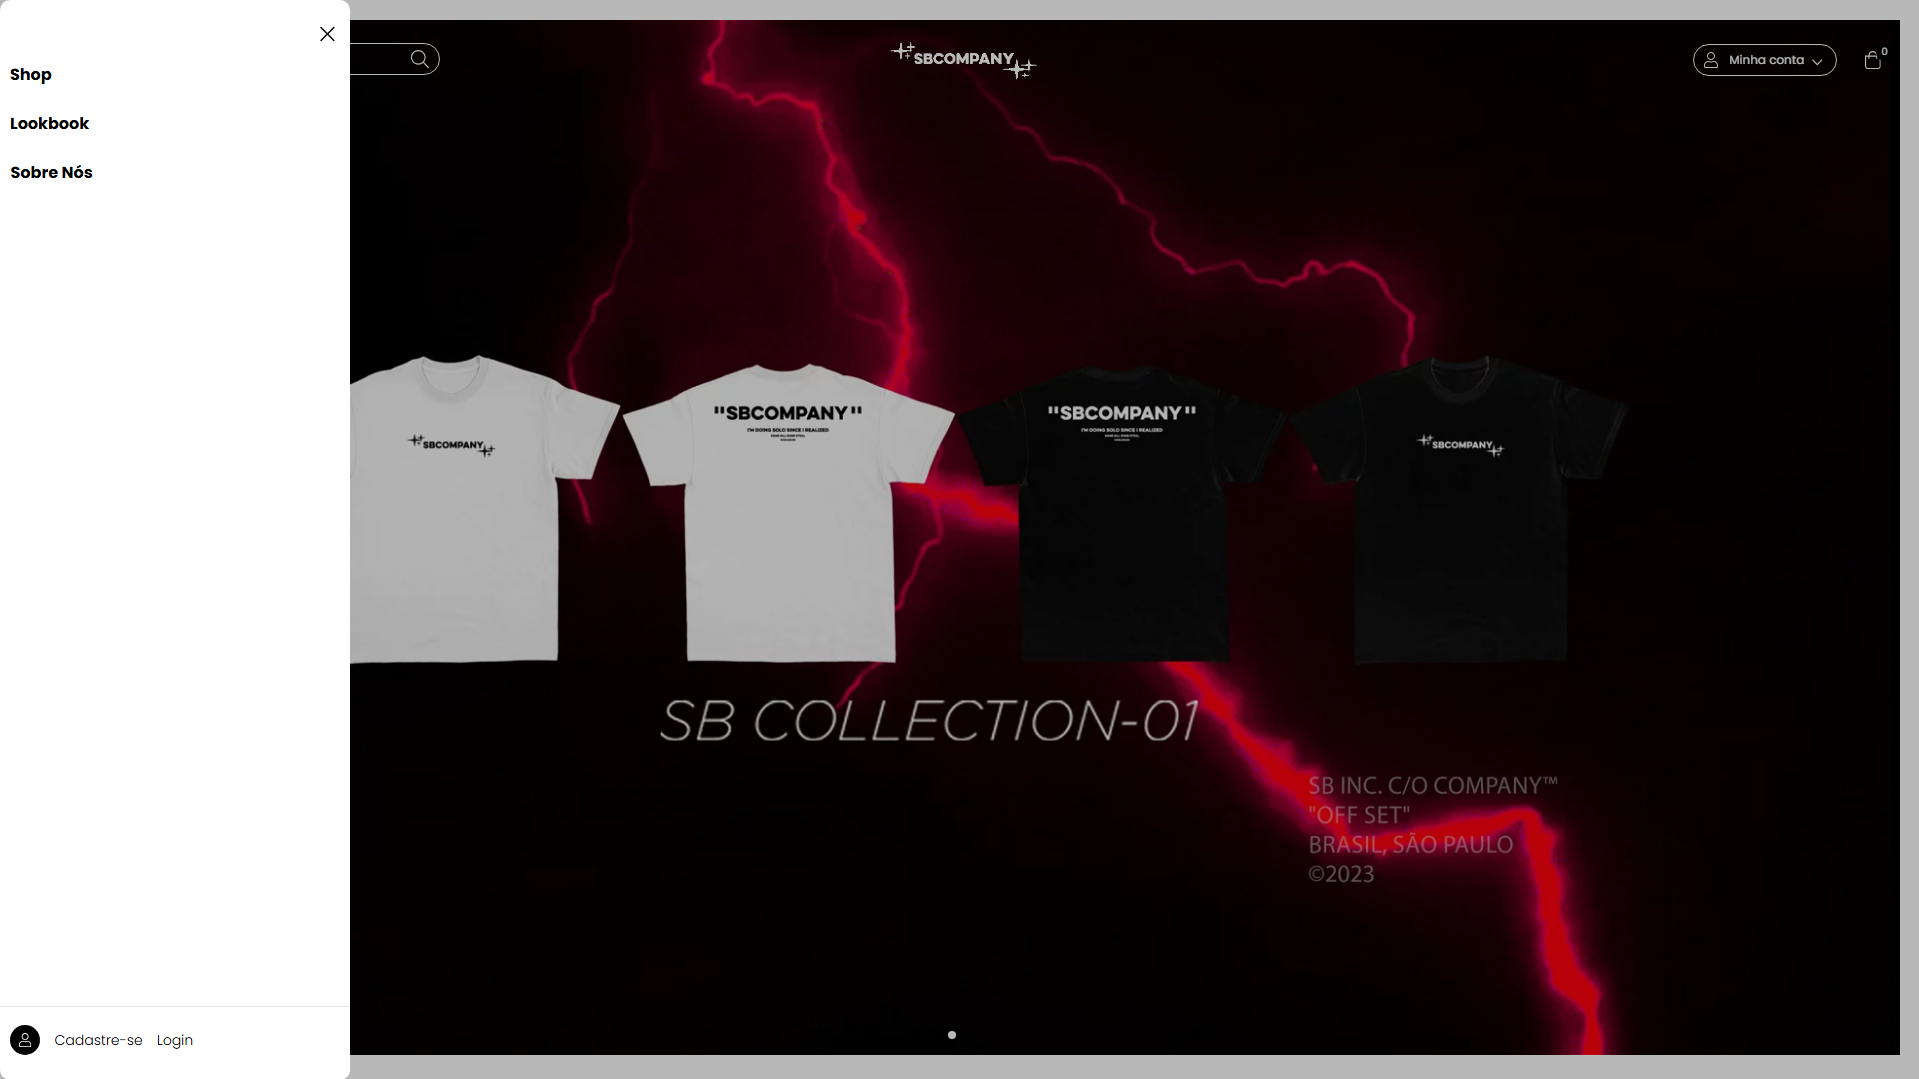 Shop
Lookbook
Sobre Nós
Cadastre-se Login
SBCOMPANY
Minha conta
0
SBCOMPANY
"SBCOMPANY"
I'M DOING SOLO SINCE I REALIZED
"SBCOMPANY"
I'M DOING SOLO SINCE I REALIZED
SBCOMPANY
SB COLLECTION-01
SB INC. C/O COMPANY™
"OFF SET"
BRASIL, SÃO PAULO
©2023